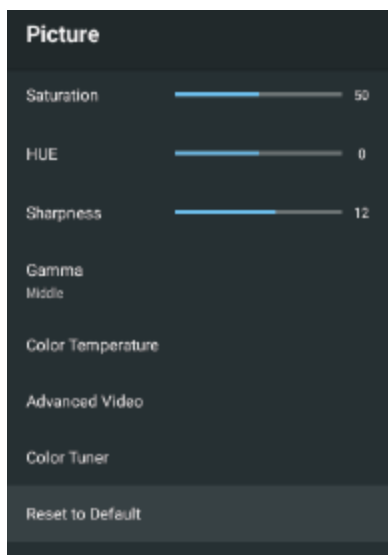 Picture
Saturation 50
HUE 0
Sharpness 12
Gamma
Middle
Color Temperature
Advanced Video
Color Tuner
Reset to Default